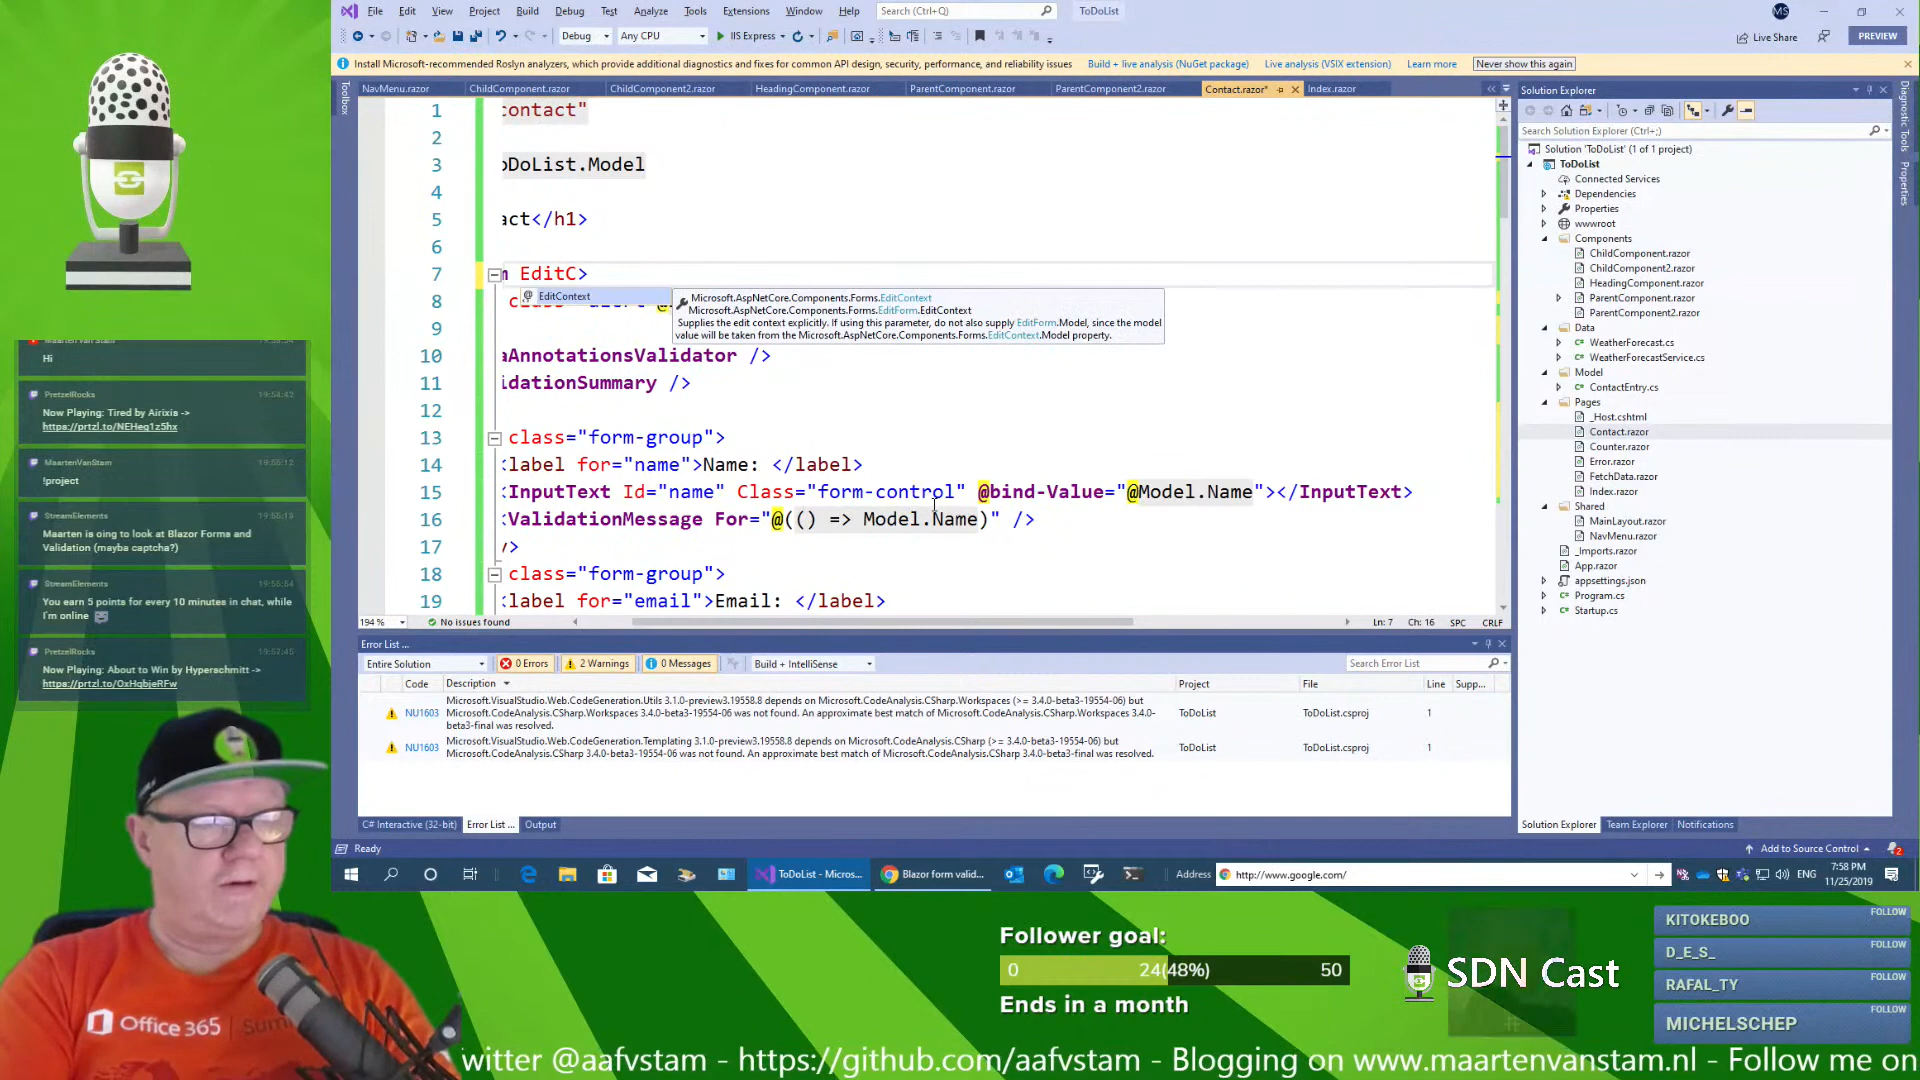 File Edit View Project Build Debug Test Analyze Tools Extensions Window Help Search (Ctrl+Q) ToDoList MS
Debug Any CPU IIS Express Live Share PREVIEW
Install Microsoft-recommended Roslyn analyzers, which provide additional diagnostics and fixes for common API design, security, performance, and reliability issues Build + live analysis (NuGet package) Live analysis (VSIX extension) Learn more Never show this again
Toolbox
NavMenu.razor ChildComponent.razor ChildComponent2.razor HeadingComponent.razor ParentComponent.razor ParentComponent2.razor Contact.razor* Index.razor
1 contact"
2
3 oDoList.Model
4
5 act</h1>
6
7 EditC>
EditContext
Microsoft.AspNetCore.Components.Forms.EditContext
Microsoft.AspNetCore.Components.Forms.EditForm.EditContext
Supplies the edit context explicitly. If using this parameter, do not also supply EditForm.Model, since the model
value will be taken from the Microsoft.AspNetCore.Components.Forms.EditContext.Model property.
8
9
10 aAnnotationsValidator />
11 idationSummary />
12
13 class="form-group">
14 <label for="name">Name: </label>
15 <InputText Id="name" Class="form-control" @bind-Value="@Model.Name"></InputText>
16 <ValidationMessage For="@(() => Model.Name)" />
17 >
18 class="form-group">
19 <label for="email">Email: </label>
194 % No issues found Ln: 7 Ch: 16 SPC CRLF
Error List ...
Entire Solution 0 Errors 2 Warnings 0 Messages Build + IntelliSense Search Error List
Code Description Project File Line Supp...
NU1603 Microsoft.VisualStudio.Web.CodeGeneration.Utils 3.1.0-preview3.19558.8 depends on Microsoft.CodeAnalysis.CSharp.Workspaces (>= 3.4.0-beta3-19554-06) but
Microsoft.CodeAnalysis.CSharp.Workspaces 3.4.0-beta3-19554-06 was not found. An approximate best match of Microsoft.CodeAnalysis.CSharp.Workspaces 3.4.0-
beta3-final was resolved. ToDoList ToDoList.csproj 1
NU1603 Microsoft.VisualStudio.Web.CodeGeneration.Templating 3.1.0-preview3.19558.8 depends on Microsoft.CodeAnalysis.CSharp (>= 3.4.0-beta3-19554-06) but
Microsoft.CodeAnalysis.CSharp 3.4.0-beta3-19554-06 was not found. An approximate best match of Microsoft.CodeAnalysis.CSharp 3.4.0-beta3-final was resolved. ToDoList ToDoList.csproj 1
C# Interactive (32-bit) Error List ... Output
Ready
Solution Explorer
Search Solution Explorer (Ctrl+;)
Solution 'ToDoList' (1 of 1 project)
ToDoList
Connected Services
Dependencies
Properties
wwwroot
Components
ChildComponent.razor
ChildComponent2.razor
HeadingComponent.razor
ParentComponent.razor
ParentComponent2.razor
Data
WeatherForecast.cs
WeatherForecastService.cs
Model
ContactEntry.cs
Pages
_Host.cshtml
Contact.razor
Counter.razor
Error.razor
FetchData.razor
Index.razor
Shared
MainLayout.razor
NavMenu.razor
_Imports.razor
App.razor
appsettings.json
Program.cs
Startup.cs
Solution Explorer Team Explorer Notifications
Diagnostic Tools Properties
Add to Source Control 2
ToDoList - Micros... Blazor form valid... Address http://www.google.com/ ENG 7:58 PM
11/25/2019
Hi
PretzelRocks 19:54:42
Now Playing: Tired by Airixis ->
https://prtzl.to/NEHeg1z5hx
MaartenVanStam 19:55:12
!project
StreamElements 19:55:16
Maarten is oing to look at Blazor Forms and
Validation (mayba captcha?)
StreamElements 19:55:54
You earn 5 points for every 10 minutes in chat, while
I'm online
PretzelRocks 19:57:45
Now Playing: About to Win by Hyperschmitt ->
https://prtzl.to/OxHqbjeRFw
Office 365
Follower goal:
0 24(48%) 50
Ends in a month
SDN Cast
KITOKEBOO FOLLOW
D_E_S_ FOLLOW
RAFAL_TY FOLLOW
MICHELSCHEP FOLLOW
witter @aafvstam - https://github.com/aafvstam - Blogging on www.maartenvanstam.nl - Follow me on